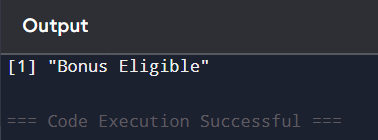 Output
[1] "Bonus Eligible"
=== Code Execution Successful ===